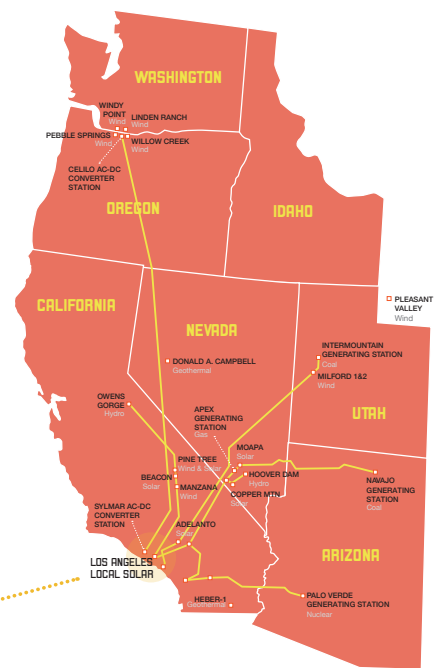 WASHINGTON
WINDY
POINT
Wind
LINDEN RANCH
Wind
PEBBLE SPRINGS
Wind
WILLOW CREEK
Wind
CELILO AC-DC
CONVERTER
STATION
OREGON
IDAHO
CALIFORNIA
NEVADA
PLEASANT
VALLEY
Wind
DONALD A. CAMPBELL
Geothermal
INTERMOUNTAIN
GENERATING STATION
Coal
MILFORD 1&2
Wind
OWENS
GORGE
Hydro
APEX
GENERATING
STATION
Gas
UTAH
MOAPA
Solar
PINE TREE
Wind & Solar
BEACON
Solar
HOOVER DAM
Hydro
MANZANA
Wind
COPPER MTN
Solar
NAVAJO
GENERATING
STATION
Coal
SYLMAR AC-DC
CONVERTER
STATION
ADELANTO
Solar
LOS ANGELES
LOCAL SOLAR
ARIZONA
HEBER-1
Geothermal
PALO VERDE
GENERATING STATION
Nuclear